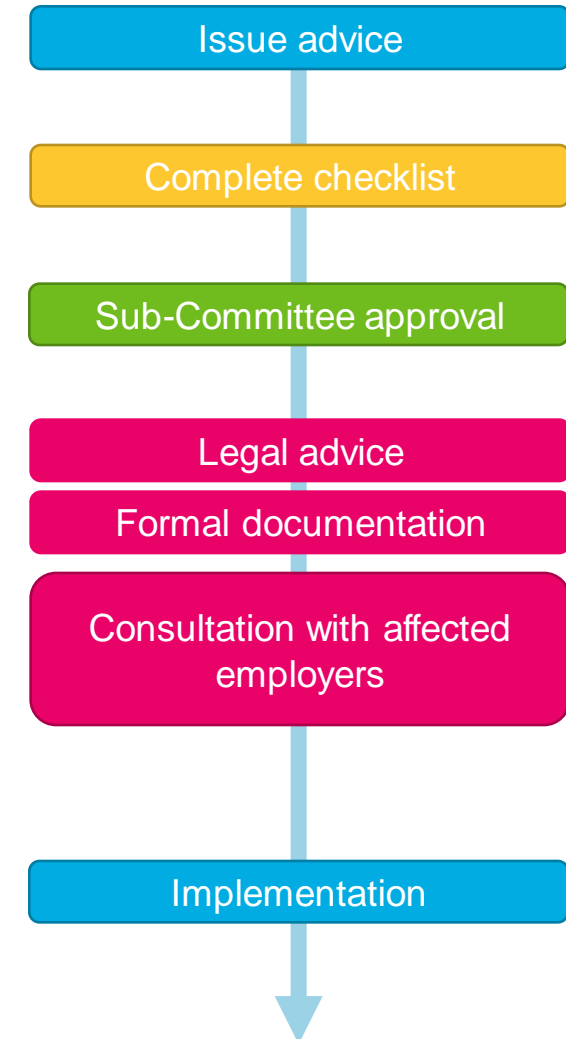 Issue advice
Complete checklist
Sub-Committee approval
Legal advice
Formal documentation
Consultation with affected
employers
Implementation